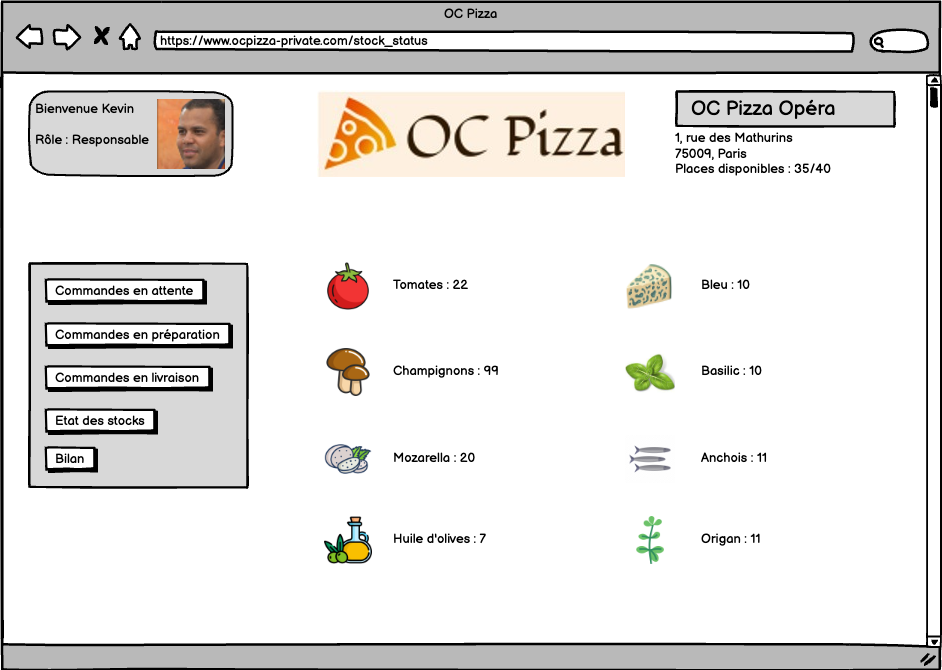 OC Pizza
https://www.ocpizza-private.com/stock_status
Bienvenue Kevin
Rôle : Responsable
OC Pizza
OC Pizza Opéra
1, rue des Mathurins
75009, Paris
Places disponibles : 35/40
Commandes en attente
Commandes en préparation
Commandes en livraison
Etat des stocks
Bilan
Tomates : 22
Bleu : 10
Champignons : 99
Basilic : 10
Mozarella : 20
Anchois : 11
Huile d'olives : 7
Origan : 11